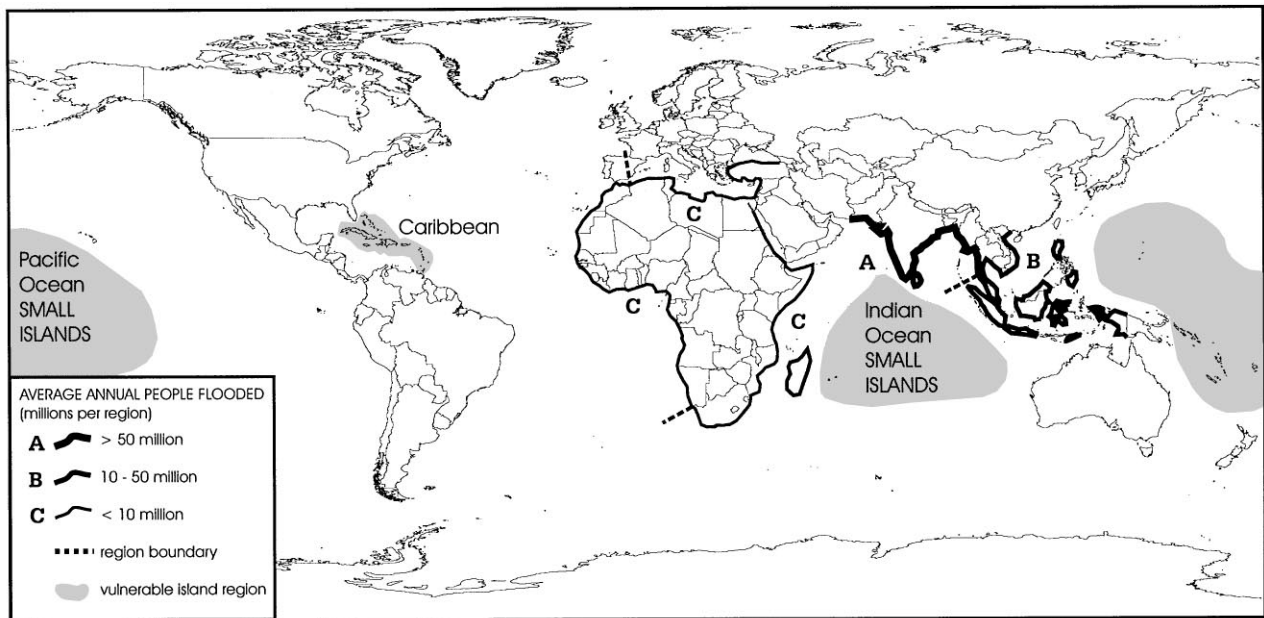 Caribbean
Pacific
Ocean
SMALL
ISLANDS
C
C
C
A
B
Indian
Ocean
SMALL
ISLANDS
AVERAGE ANNUAL PEOPLE FLOODED
(millions per region)
A > 50 million
B 10 - 50 million
C < 10 million
region boundary
vulnerable island region